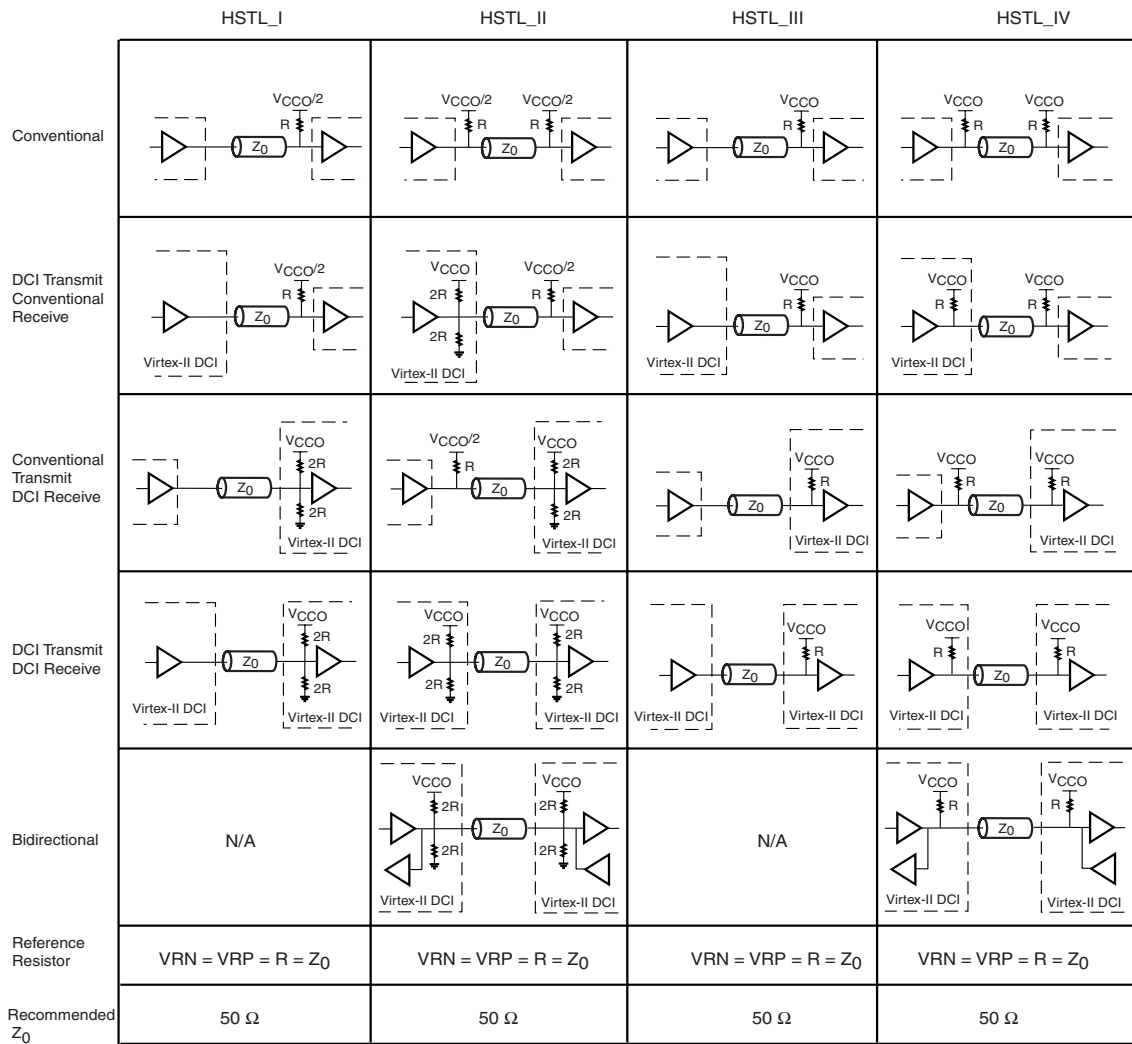 HSTL_I HSTL_II HSTL_III HSTL_IV
Conventional
VCCO/2 VCCO/2 VCCO/2 VCCO VCCO VCCO
R R R R R R
Z0 Z0 Z0 Z0
DCI Transmit
Conventional
Receive
VCCO/2 VCCO VCCO/2 VCCO VCCO VCCO
R 2R R R R R
Z0 Z0 Z0 Z0
2R
Virtex-II DCI Virtex-II DCI Virtex-II DCI Virtex-II DCI
Conventional
Transmit
DCI Receive
VCCO VCCO/2 VCCO VCCO VCCO VCCO
2R R 2R R R R
Z0 Z0 Z0 Z0
2R 2R
Virtex-II DCI Virtex-II DCI Virtex-II DCI Virtex-II DCI
DCI Transmit
DCI Receive
VCCO VCCO VCCO VCCO VCCO VCCO
2R 2R 2R R R R
Z0 Z0 Z0 Z0
2R 2R 2R
Virtex-II DCI Virtex-II DCI Virtex-II DCI Virtex-II DCI Virtex-II DCI Virtex-II DCI
Bidirectional
VCCO VCCO VCCO VCCO
2R 2R R R
N/A Z0 N/A Z0
2R 2R
Virtex-II DCI Virtex-II DCI Virtex-II DCI Virtex-II DCI
Reference
Resistor
VRN = VRP = R = Z0 VRN = VRP = R = Z0 VRN = VRP = R = Z0 VRN = VRP = R = Z0
Recommended
Z0
50 Ω 50 Ω 50 Ω 50 Ω